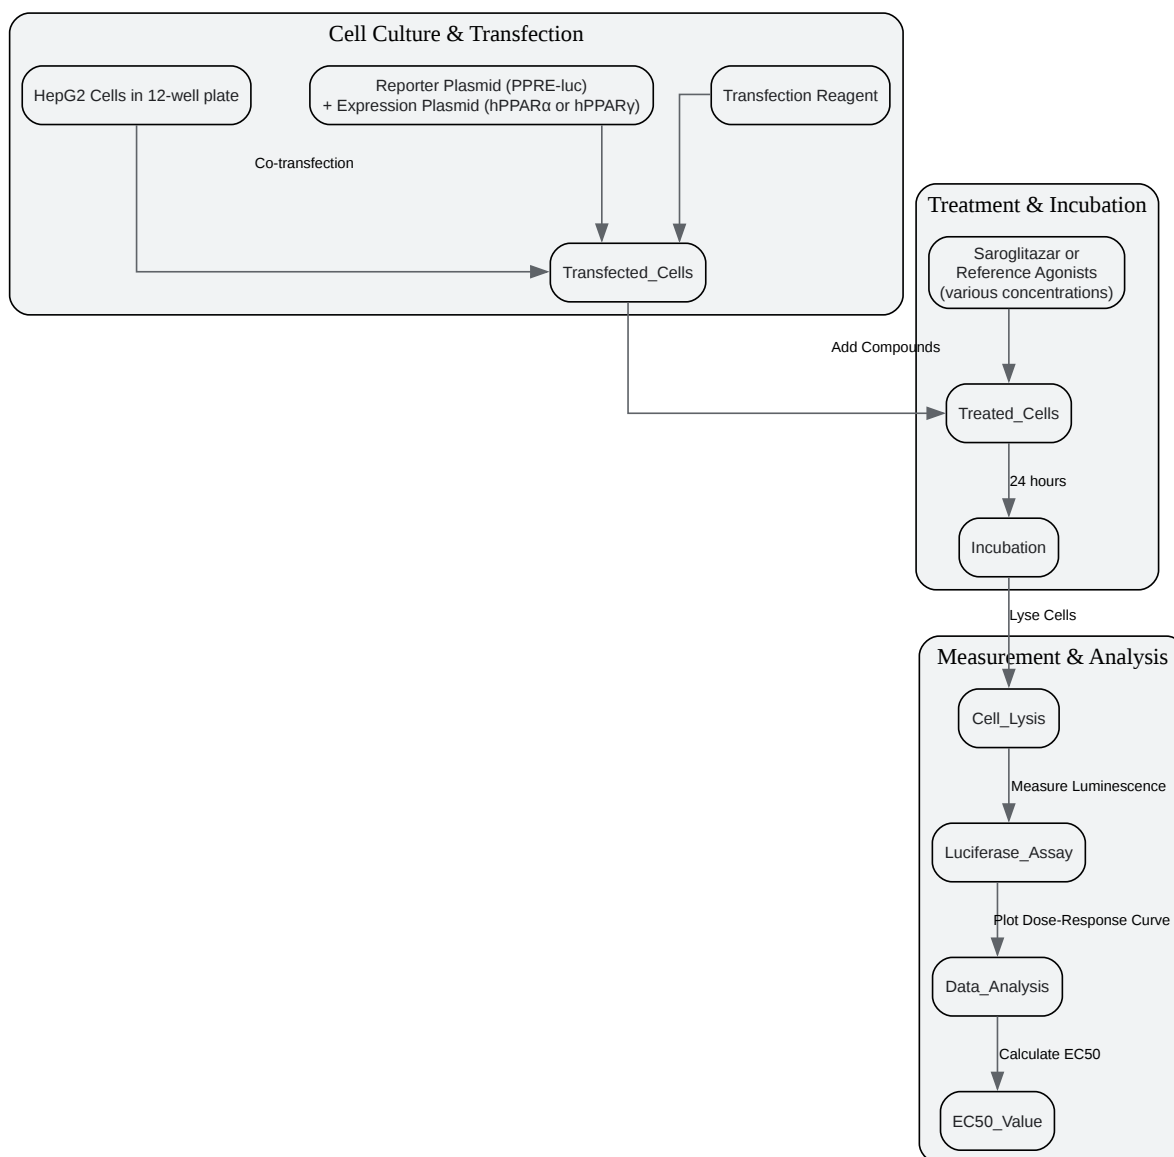 Cell Culture & Transfection
HepG2 Cells in 12-well plate
Reporter Plasmid (PPRE-luc)
+ Expression Plasmid (hPPARα or hPPARγ)
Transfection Reagent
Co-transfection
Transfected_Cells
Treatment & Incubation
Saroglitazar or
Reference Agonists
(various concentrations)
Add Compounds
Treated_Cells
24 hours
Incubation
Lyse Cells
Measurement & Analysis
Cell_Lysis
Measure Luminescence
Luciferase_Assay
Plot Dose-Response Curve
Data_Analysis
Calculate EC50
EC50_Value